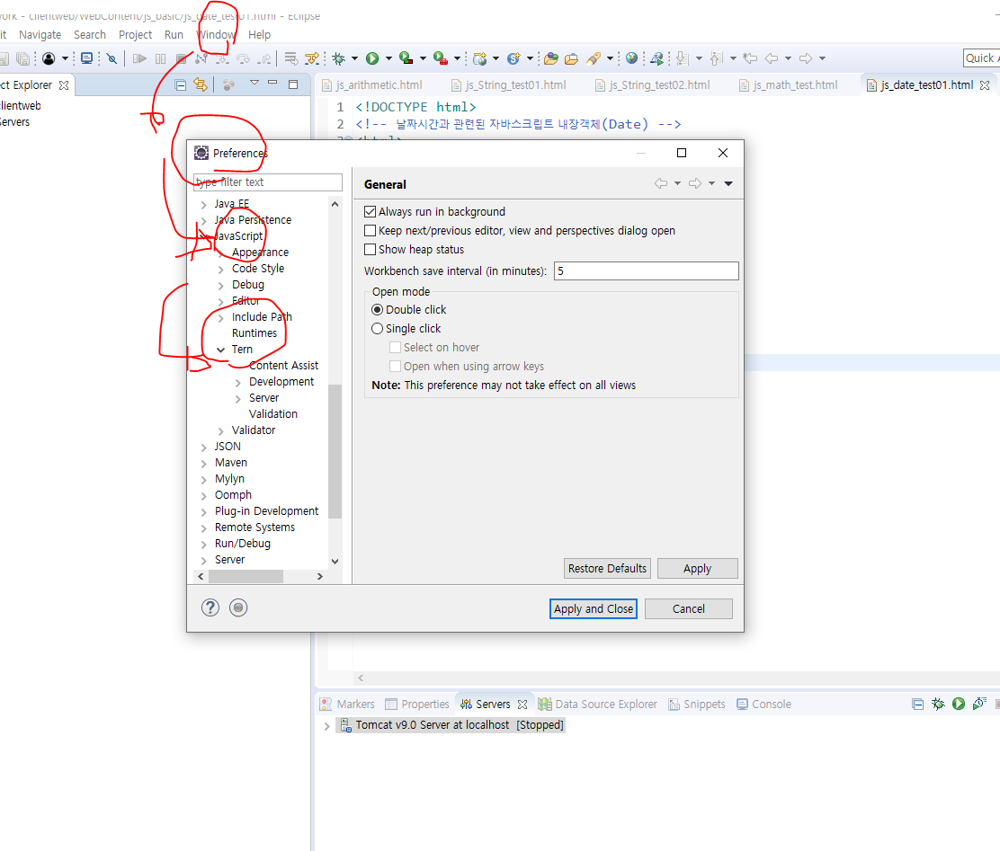 work - clientweb/WebContent/js_basic/js_date_test01.html - Eclipse
it Navigate Search Project Run Window Help
Quick A
ct Explorer
js_arithmetic.html js_String_test01.html js_String_test02.html js_math_test.html js_date_test01.html
clientweb
Servers
1 <!DOCTYPE html>
2 <!-- 날짜시간과 관련된 자바스크립트 내장객체(Date) -->
3 <html>
Preferences
type filter text
General
Java EE
Java Persistence
JavaScript
Appearance
Code Style
Debug
Editor
Include Path
Runtimes
Tern
Content Assist
Development
Server
Validation
Validator
JSON
Maven
Mylyn
Oomph
Plug-in Development
Remote Systems
Run/Debug
Server
Always run in background
Keep next/previous editor, view and perspectives dialog open
Show heap status
Workbench save interval (in minutes): 5
Open mode
Double click
Single click
Select on hover
Open when using arrow keys
Note: This preference may not take effect on all views
Restore Defaults Apply
Apply and Close Cancel
Markers Properties Servers Data Source Explorer Snippets Console
Tomcat v9.0 Server at localhost [Stopped]